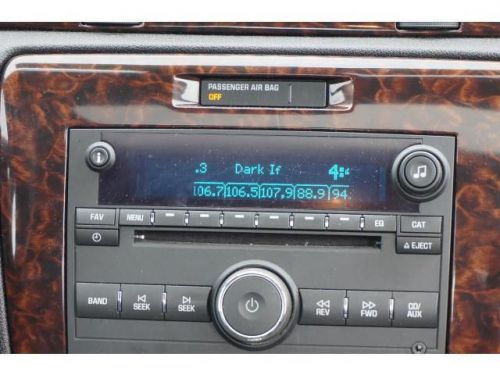 PASSENGER AIR BAG
OFF
.3 Dark If
106.7 106.5 107.9 88.9 94.
FAV MENU EQ CAT
EJECT
BAND SEEK SEEK REV FWD CD/
AUX